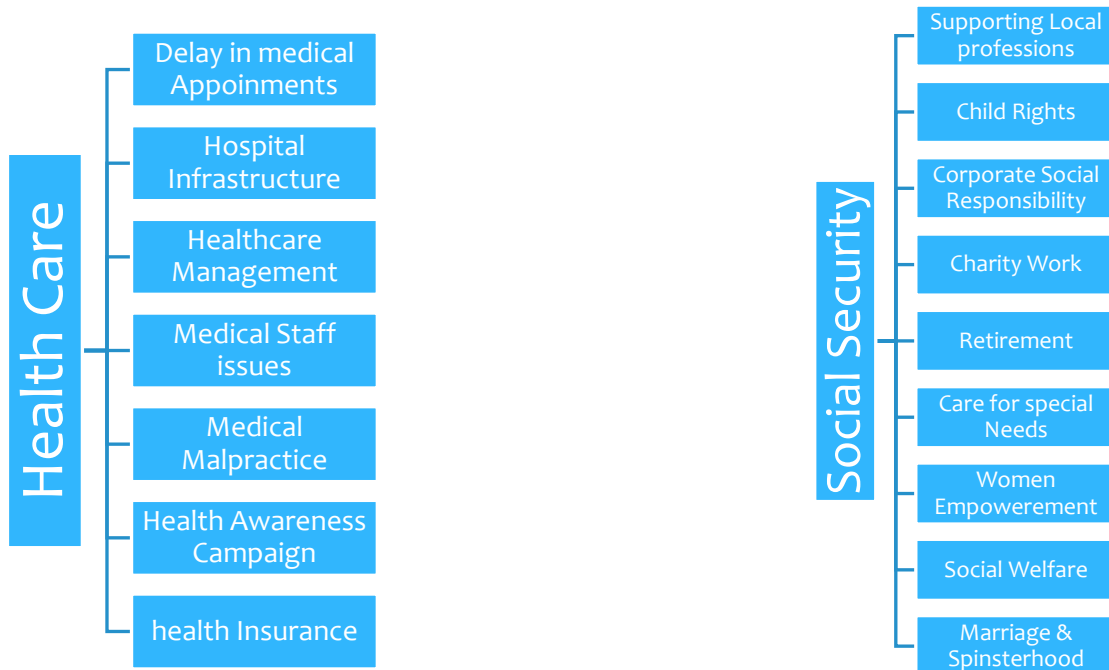 Health Care
Delay in medical
Appoinments
Hospital
Infrastructure
Healthcare
Management
Medical Staff
issues
Medical
Malpractice
Health Awareness
Campaign
health Insurance
Social Security
Supporting Local
professions
Child Rights
Corporate Social
Responsibility
Charity Work
Retirement
Care for special
Needs
Women
Empowerement
Social Welfare
Marriage &
Spinsterhood